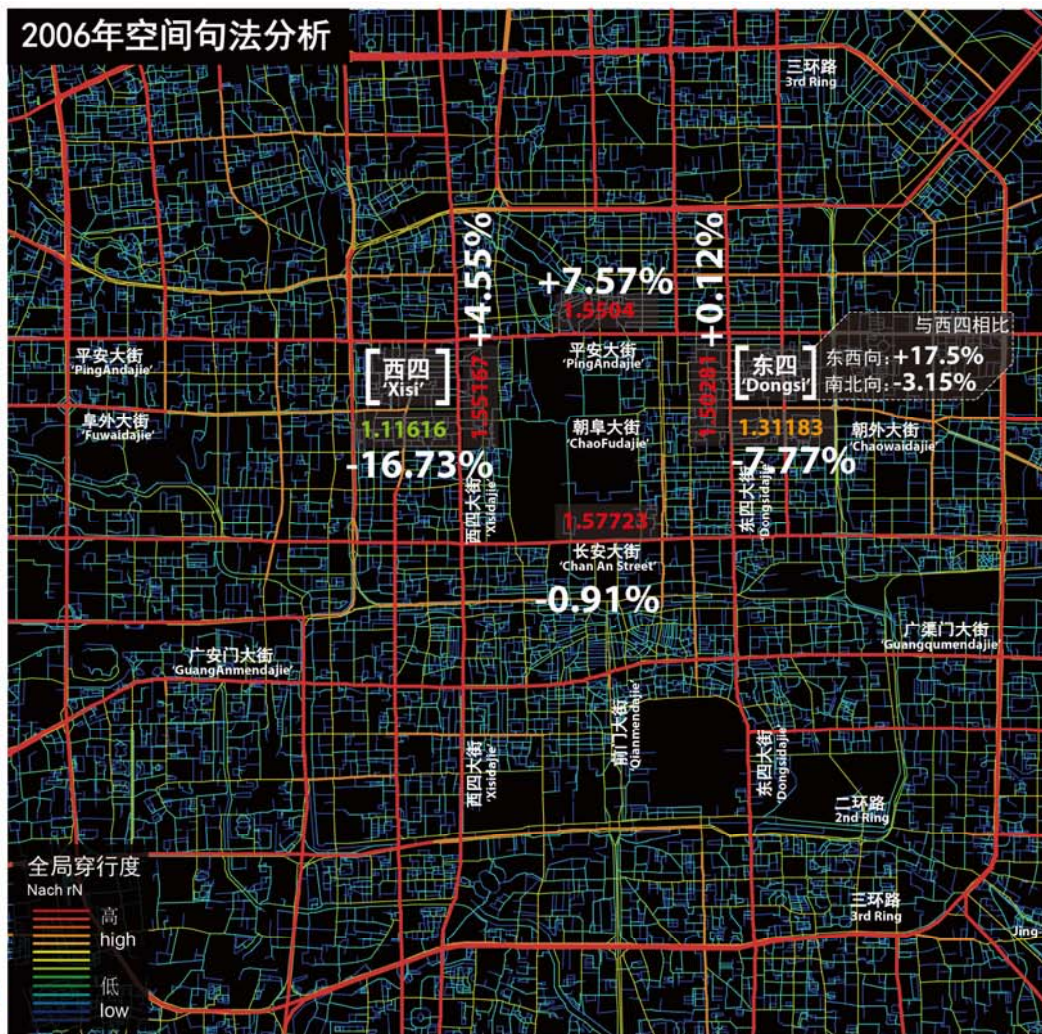 2006年空间句法分析
三环路
3rd Ring
+4.55%
+7.57%
1.5504
+0.12%
与西四相比
东西向：+17.5%
南北向：-3.15%
平安大街
'PingAndajie'
[西四]
'Xisi'
1.55167
平安大街
'PingAndajie'
1.50281
[东四]
'Dongsi'
阜外大街
'Fuwaidajie'
1.11616
-16.73%
朝阜大街
'ChaoFudajie'
1.31183
-7.77%
朝外大街
'Chaowaidajie'
西四大街
'Xisidajie'
1.57723
东四大街
'Dongsidajie'
长安大街
'Chan An Street'
-0.91%
广安门大街
'GuangAnmendajie'
广渠门大街
'Guangqumendajie'
西四大街
'Xisidajie'
前门大街
'Qianmendajie'
东四大街
'Dongsidajie'
二环路
2nd Ring
全局穿行度
Nach rN
高
high
低
low
三环路
3rd Ring
Jing